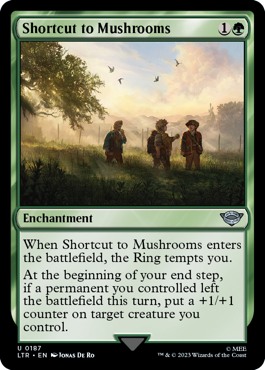 Shortcut to Mushrooms 1
Enchantment
When Shortcut to Mushrooms enters
the battlefield, the Ring tempts you.
At the beginning of your end step,
if a permanent you controlled left
the battlefield this turn, put a +1/+1
counter on target creature you
control.
U 0187
LTR • EN Jonas De Ro
© MEE
™ & © 2023 Wizards of the Coast